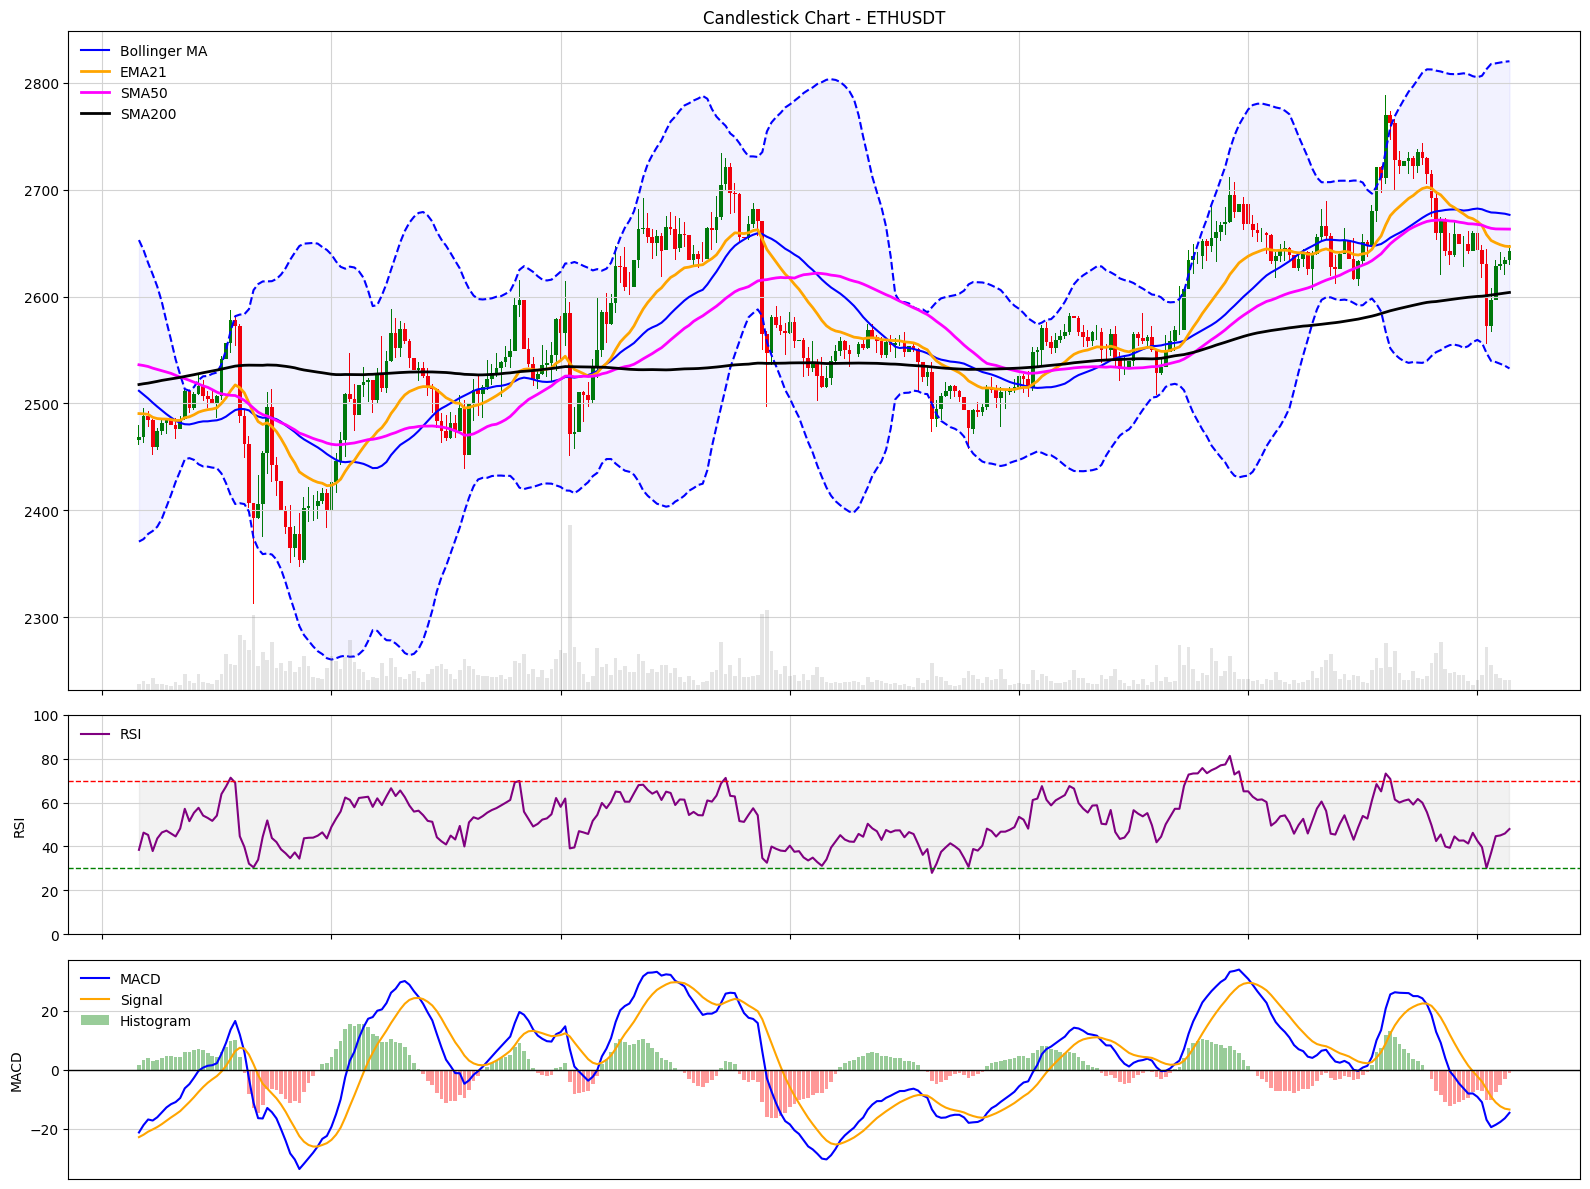 Candlestick Chart - ETHUSDT
Bollinger MA
EMA21
SMA50
SMA200
2800
2700
2600
2500
2400
2300
RSI
100
80
60
40
20
0
RSI
MACD
Signal
Histogram
20
0
−20
MACD